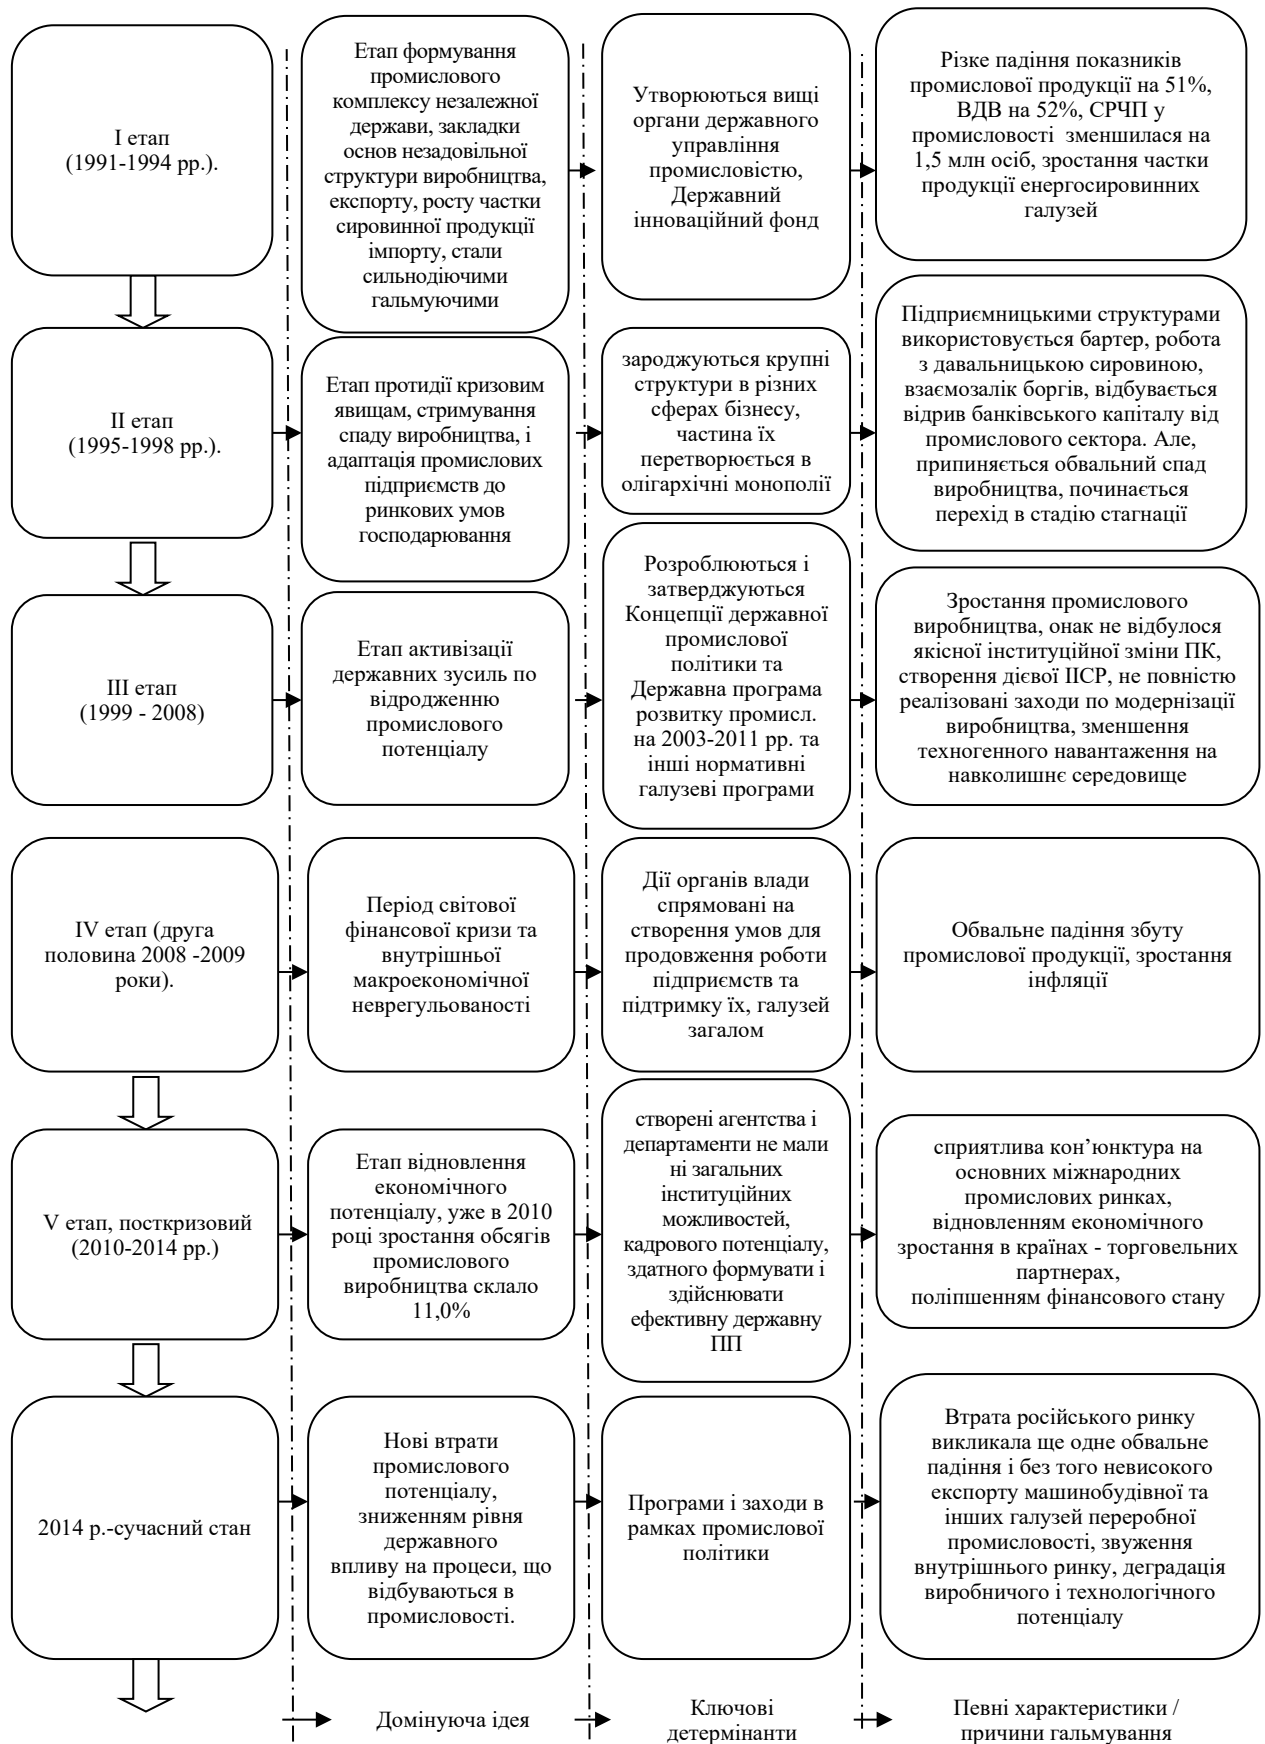 І етап
(1991-1994 рр.).
Етап формування
промислового
комплексу незалежної
держави, закладки
основ незадовільної
структури виробництва,
експорту, росту частки
сировинної продукції
імпорту, стали
сильнодіючими
гальмуючими
Утворюються вищі
органи державного
управління
промисловістю,
Державний
інноваційний фонд
Різке падіння показників
промислової продукції на 51%,
ВДВ на 52%, СРЧП у
промисловості зменшилася на
1,5 млн осіб, зростання частки
продукції енергосировинних
галузей
ІІ етап
(1995-1998 рр.).
Етап протидії кризовим
явищам, стримування
спаду виробництва, і
адаптація промислових
підприємств до
ринкових умов
господарювання
зароджуються крупні
структури в різних
сферах бізнесу,
частина їх
перетворюється в
олігархічні монополії
Підприємницькими структурами
використовується бартер, робота
з давальницькою сировиною,
взаємозалік боргів, відбувається
відрив банківського капіталу від
промислового сектора. Але,
припиняється обвальний спад
виробництва, починається
перехід в стадію стагнації
ІІІ етап
(1999 - 2008)
Етап активізації
державних зусиль по
відродженню
промислового
потенціалу
Розроблюються і
затверджуються
Концепції державної
промислової
політики та
Державна програма
розвитку промисл.
на 2003-2011 рр. та
інші нормативні
галузеві програми
Зростання промислового
виробництва, онак не відбулося
якісної інституційної зміни ПК,
створення дієвої ІІСР, не повністю
реалізовані заходи по модернізації
виробництва, зменшення
техногенного навантаження на
навколишнє середовище
IV етап (друга
половина 2008 -2009
роки).
Період світової
фінансової кризи та
внутрішньої
макроекономічної
неврегульованості
Дії органів влади
спрямовані на
створення умов для
продовження роботи
підприємств та
підтримку їх, галузей
загалом
Обвальне падіння збуту
промислової продукції, зростання
інфляції
V етап, посткризовий
(2010-2014 рр.)
Етап відновлення
економічного
потенціалу, уже в 2010
році зростання обсягів
промислового
виробництва склало
11,0%
створені агентства і
департаменти не мали
ні загальних
інституційних
можливостей,
кадрового потенціалу,
здатного формувати і
здійснювати
ефективну державну
ПП
сприятлива кон’юнктура на
основних міжнародних
промислових ринках,
відновленням економічного
зростання в країнах - торговельних
партнерах,
поліпшенням фінансового стану
2014 р.-сучасний стан
Нові втрати
промислового
потенціалу,
зниженням рівня
державного
впливу на процеси, що
відбуваються в
промисловості.
Програми і заходи в
рамках промислової
політики
Втрата російського ринку
викликала ще одне обвальне
падіння і без того невисокого
експорту машинобудівної та
інших галузей переробної
промисловості, звуження
внутрішнього ринку, деградація
виробничого і технологічного
потенціалу
Домінуюча ідея
Ключові
детермінанти
Певні характеристики /
причини гальмування